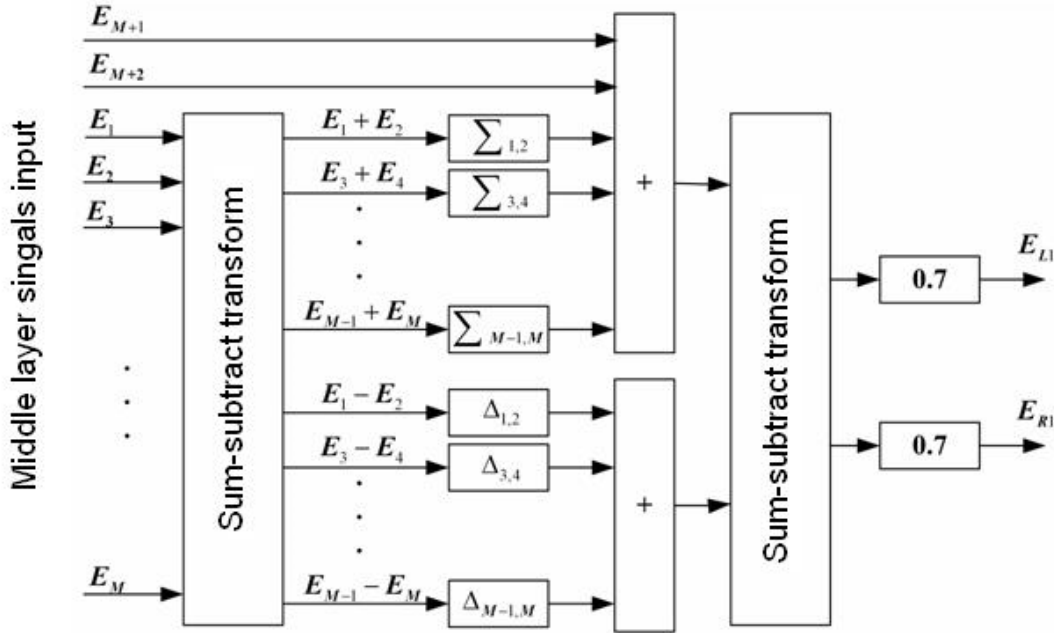 Middle layer singals input
E_{M+1}
E_{M+2}
E_1
E_2
E_3
E_M
Sum-subtract transform
E_1 + E_2
∑_{1,2}
E_3 + E_4
∑_{3,4}
E_{M−1} + E_M
∑_{M−1,M}
E_1 − E_2
Δ_{1,2}
E_3 − E_4
Δ_{3,4}
E_{M−1} − E_M
Δ_{M−1,M}
+
+
Sum-subtract transform
0.7
E_{L1}
0.7
E_{R1}